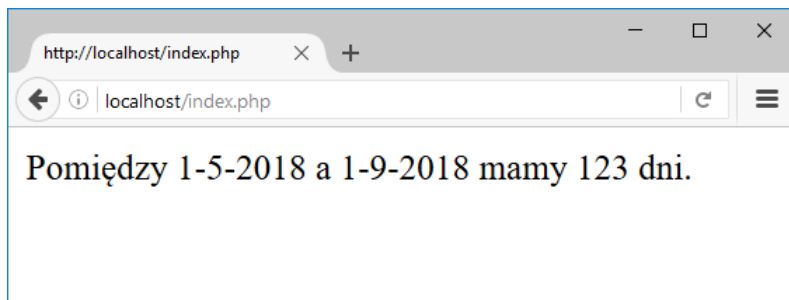 http://localhost/index.php
localhost/index.php
Pomiędzy 1-5-2018 a 1-9-2018 mamy 123 dni.